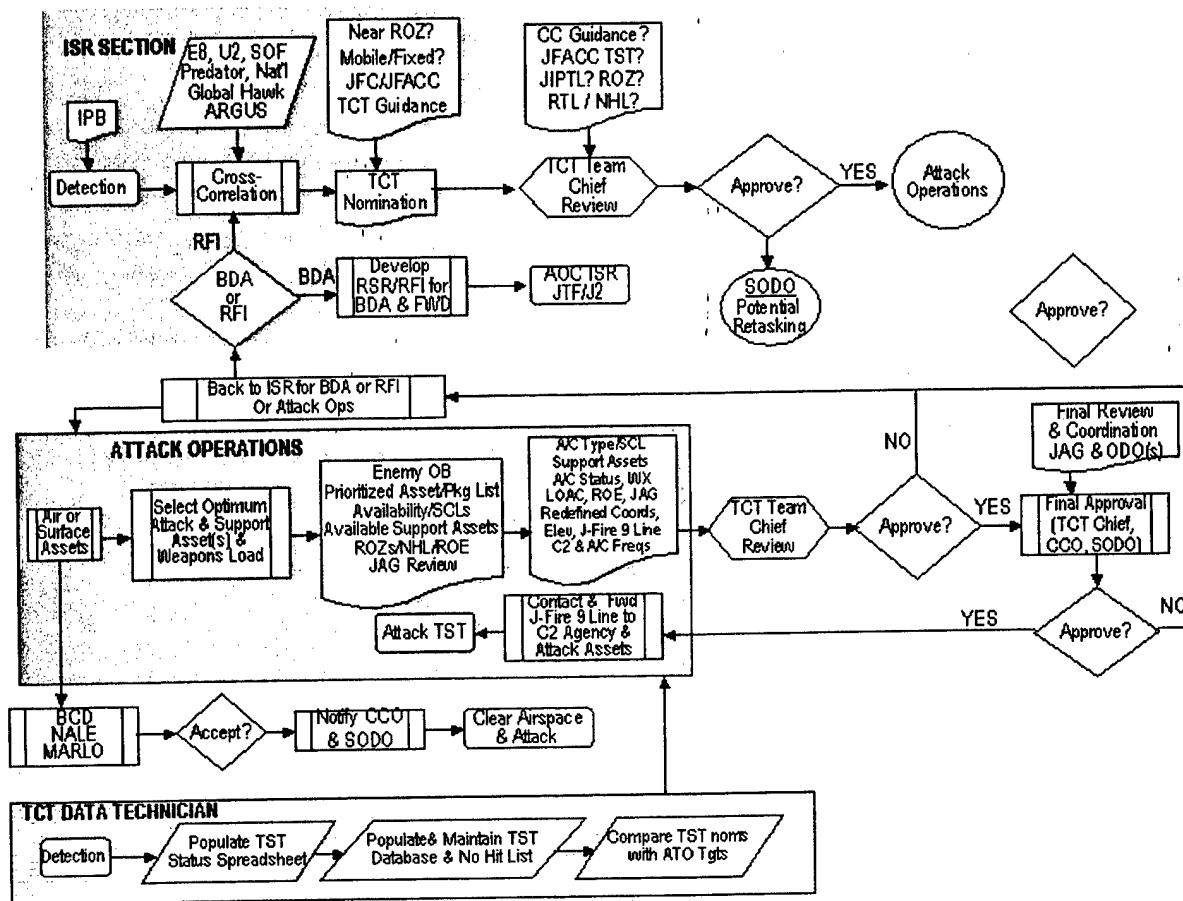 ISR SECTION
E8, U2, SOF
Predator, Nat'l
Global Hawk
ARGUS
Near ROZ?
Mobile/Fixed?
JFC/JFACC
TCT Guidance
CC Guidance?
JFACC TST?
JIPTL? ROZ?
RTL / NHL?
IPB
Detection
Cross-
Correlation
TCT
Nomination
TCT Team
Chief
Review
Approve?
YES
Attack
Operations
RFI
BDA
or
RFI
BDA
Develop
RSR/RFI for
BDA & FWD
AOC ISR
JTF/J2
SODO
Potential
Retasking
Approve?
Back to ISR for BDA or RFI
Or Attack Ops
ATTACK OPERATIONS
Air or
Surface
Assets
Select Optimum
Attack & Support
Asset(s) &
Weapons Load
Enemy OB
Prioritized Asset/Pkg List
Availability/SCLs
Available Support Assets
ROZs/NHL/ROE
JAG Review
A/C Type/SCL
Support Assets
A/C Status, WX
LOAC, ROE, JAG
Redefined Coords,
Elev, J-Fire 9 Line
C2 & A/C Freqs
TCT Team
Chief
Review
Approve?
NO
YES
Final Review
& Coordination
JAG & ODO(s)
Final Approval
(TCT Chief,
CCO, SODO)
Approve?
NO
YES
Contact & Fwd
J-Fire 9 Line to
C2 Agency &
Attack Assets
Attack TST
BCD
NALE
MARLO
Accept?
Notify CCO
& SODO
Clear Airspace
& Attack
TCT DATA TECHNICIAN
Detection
Populate TST
Status Spreadsheet
Populate & Maintain TST
Database & No Hit List
Compare TST noms
with ATO Tgts